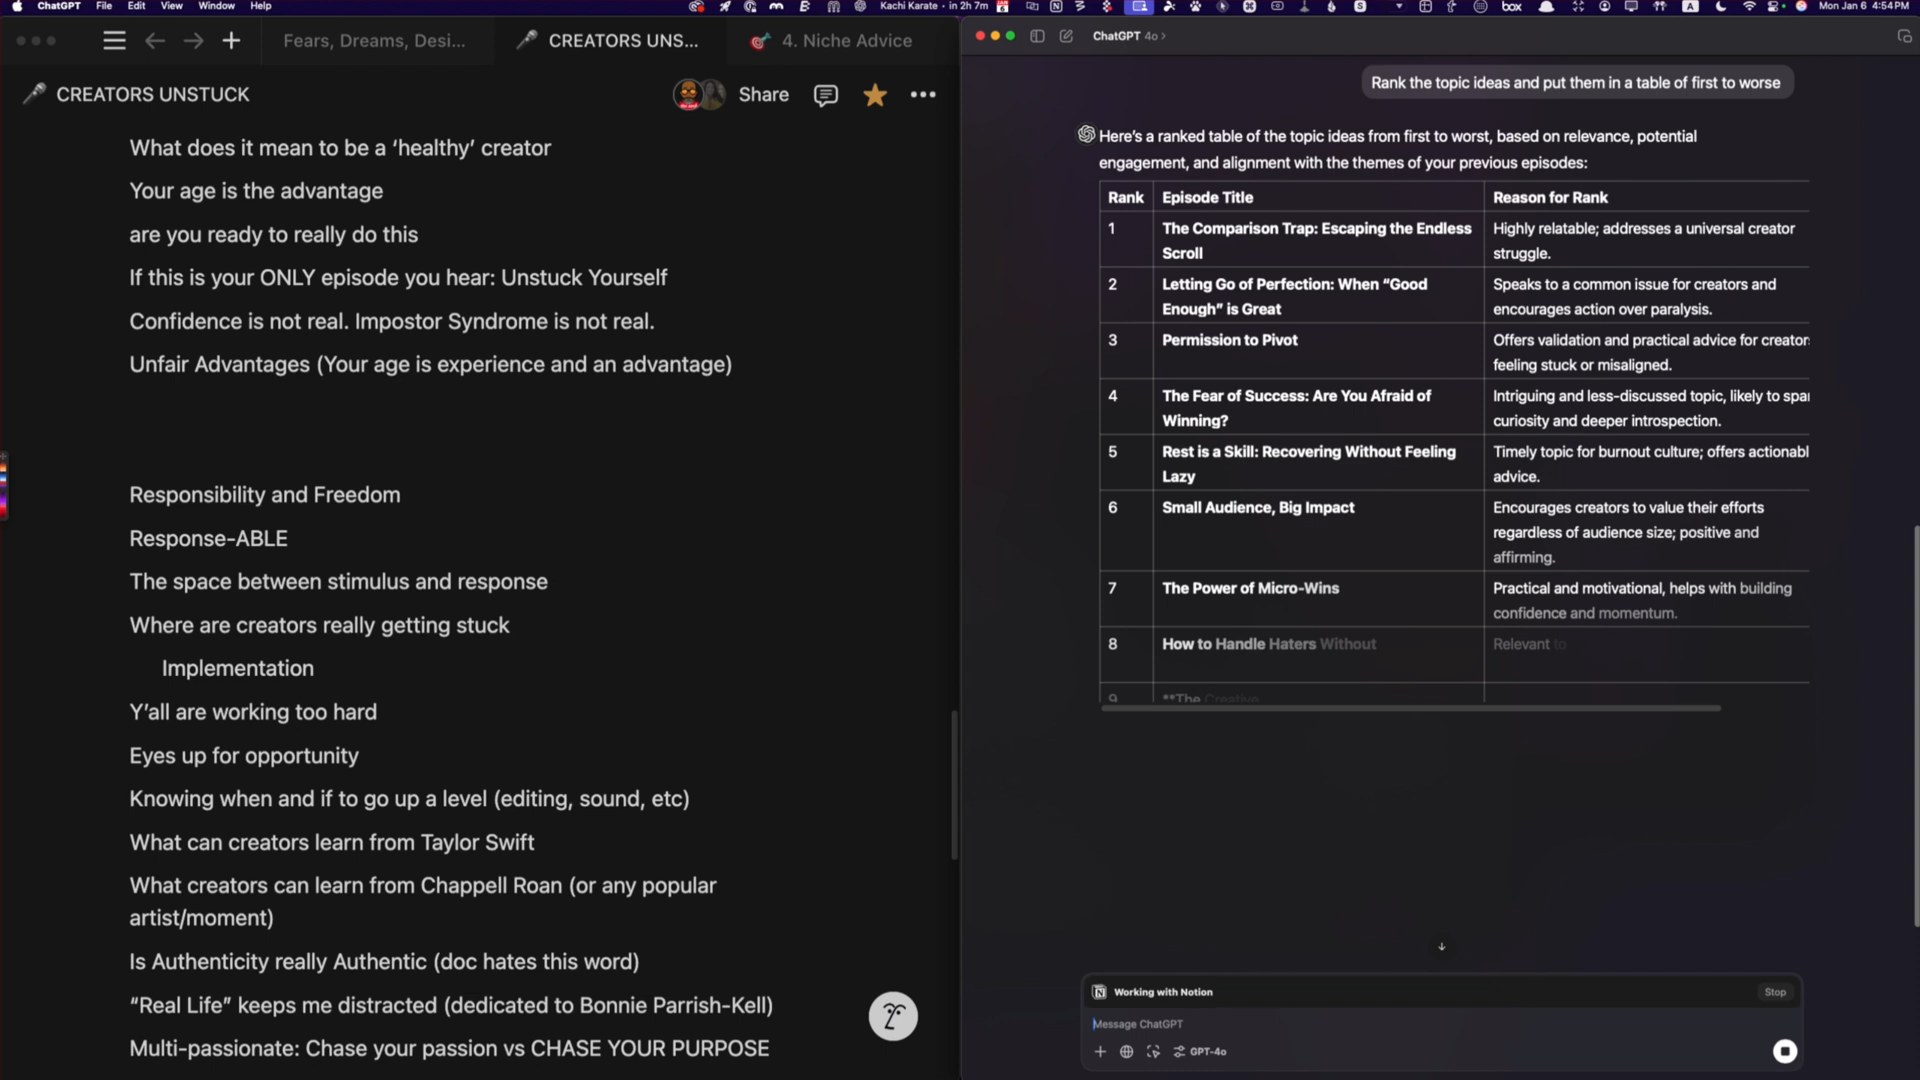 ChatGPT File Edit View Window Help
Kachi Karate • in 2h 7m
box
Mon Jan 6 4:54 PM
Fears, Dreams, Desi...
CREATORS UNS...
4. Niche Advice
CREATORS UNSTUCK
Share
What does it mean to be a ‘healthy’ creator
Your age is the advantage
are you ready to really do this
If this is your ONLY episode you hear: Unstuck Yourself
Confidence is not real. Impostor Syndrome is not real.
Unfair Advantages (Your age is experience and an advantage)
Responsibility and Freedom
Response-ABLE
The space between stimulus and response
Where are creators really getting stuck
Implementation
Y’all are working too hard
Eyes up for opportunity
Knowing when and if to go up a level (editing, sound, etc)
What can creators learn from Taylor Swift
What creators can learn from Chappell Roan (or any popular
artist/moment)
Is Authenticity really Authentic (doc hates this word)
“Real Life” keeps me distracted (dedicated to Bonnie Parrish-Kell)
Multi-passionate: Chase your passion vs CHASE YOUR PURPOSE
ChatGPT 4o >
Rank the topic ideas and put them in a table of first to worse
Here’s a ranked table of the topic ideas from first to worst, based on relevance, potential
engagement, and alignment with the themes of your previous episodes:
Rank Episode Title Reason for Rank
1 The Comparison Trap: Escaping the Endless Highly relatable; addresses a universal creator
Scroll struggle.
2 Letting Go of Perfection: When “Good Speaks to a common issue for creators and
Enough” is Great encourages action over paralysis.
3 Permission to Pivot Offers validation and practical advice for creators
feeling stuck or misaligned.
4 The Fear of Success: Are You Afraid of Intriguing and less-discussed topic, likely to spar
Winning? curiosity and deeper introspection.
5 Rest is a Skill: Recovering Without Feeling Timely topic for burnout culture; offers actionabl
Lazy advice.
6 Small Audience, Big Impact Encourages creators to value their efforts
regardless of audience size; positive and
affirming.
7 The Power of Micro-Wins Practical and motivational, helps with building
confidence and momentum.
8 How to Handle Haters Without Relevant to
9 **The Creative
Working with Notion Stop
Message ChatGPT
GPT-4o